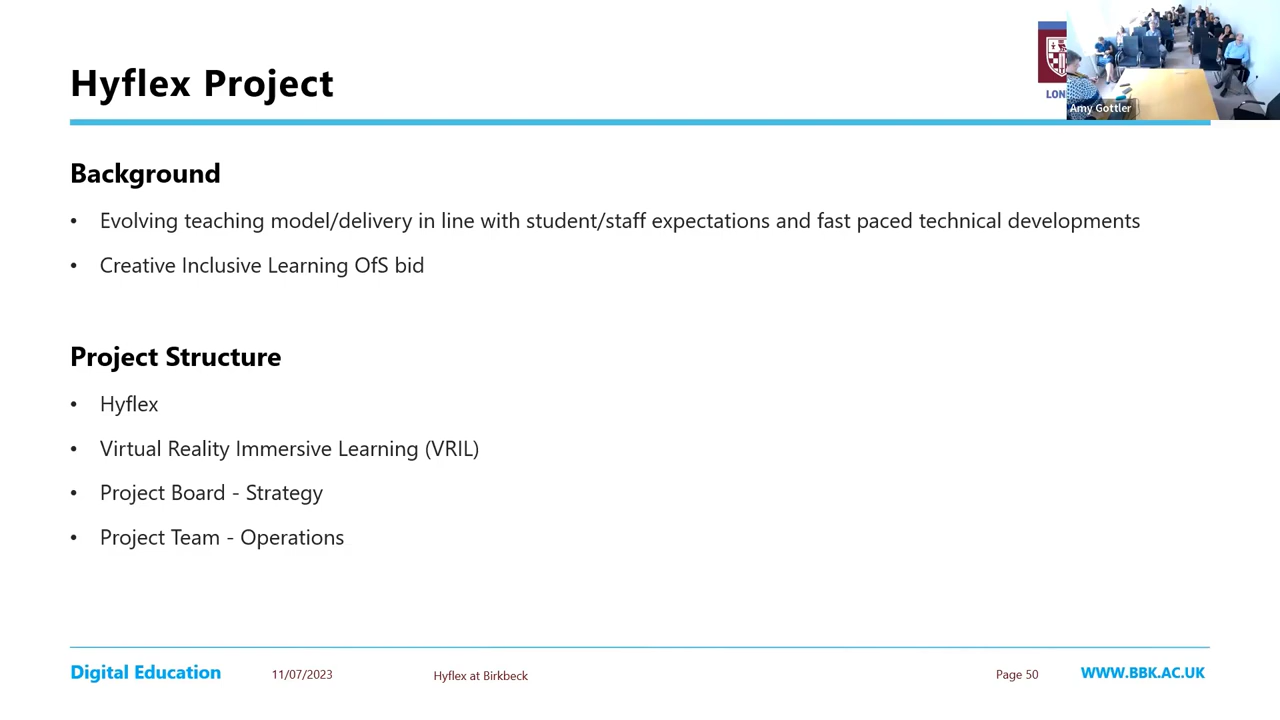 Hyflex Project
LON
Amy Gottler
Background
• Evolving teaching model/delivery in line with student/staff expectations and fast paced technical developments
• Creative Inclusive Learning OfS bid
Project Structure
• Hyflex
• Virtual Reality Immersive Learning (VRIL)
• Project Board - Strategy
• Project Team - Operations
Digital Education 11/07/2023 Hyflex at Birkbeck Page 50 WWW.BBK.AC.UK